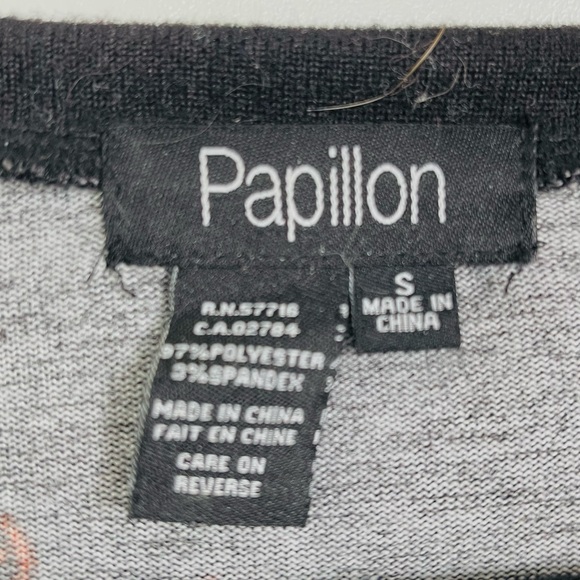 Papillon
S
MADE IN
CHINA
R.N.57718
C.A.02784
97%POLYESTER
3%SPANDEX
MADE IN CHINA
FAIT EN CHINE
CARE ON
REVERSE